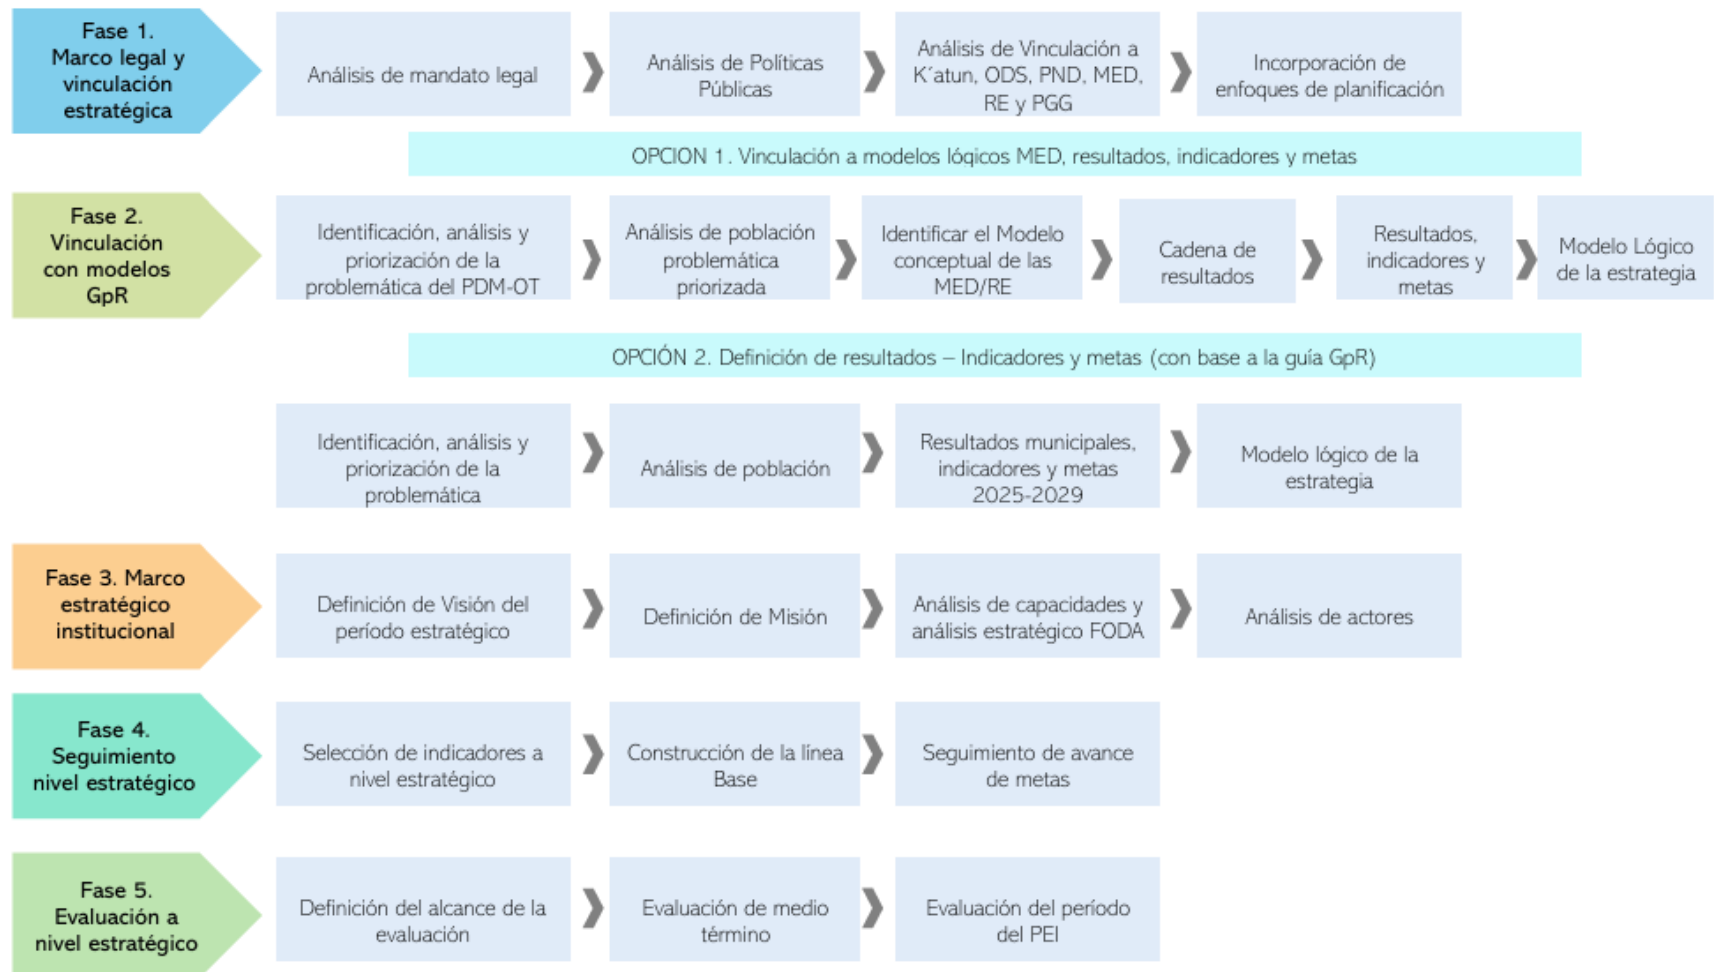 Fase 1.
Marco legal y
vinculación
estratégica
Análisis de mandato legal
Análisis de Políticas
Públicas
Análisis de Vinculación a
K´atun, ODS, PND, MED,
RE y PGG
Incorporación de
enfoques de planificación
OPCION 1. Vinculación a modelos lógicos MED, resultados, indicadores y metas
Fase 2.
Vinculación
con modelos
GpR
Identificación, análisis y
priorización de la
problemática del PDM-OT
Análisis de población
problemática
priorizada
Identificar el Modelo
conceptual de las
MED/RE
Cadena de
resultados
Resultados,
indicadores y
metas
Modelo Lógico
de la estrategia
OPCIÓN 2. Definición de resultados – Indicadores y metas (con base a la guía GpR)
Identificación, análisis y
priorización de la
problemática
Análisis de población
Resultados municipales,
indicadores y metas
2025-2029
Modelo lógico de la
estrategia
Fase 3. Marco
estratégico
institucional
Definición de Visión del
período estratégico
Definición de Misión
Análisis de capacidades y
análisis estratégico FODA
Análisis de actores
Fase 4.
Seguimiento
nivel estratégico
Selección de indicadores a
nivel estratégico
Construcción de la línea
Base
Seguimiento de avance
de metas
Fase 5.
Evaluación a
nivel estratégico
Definición del alcance de la
evaluación
Evaluación de medio
término
Evaluación del período
del PEI